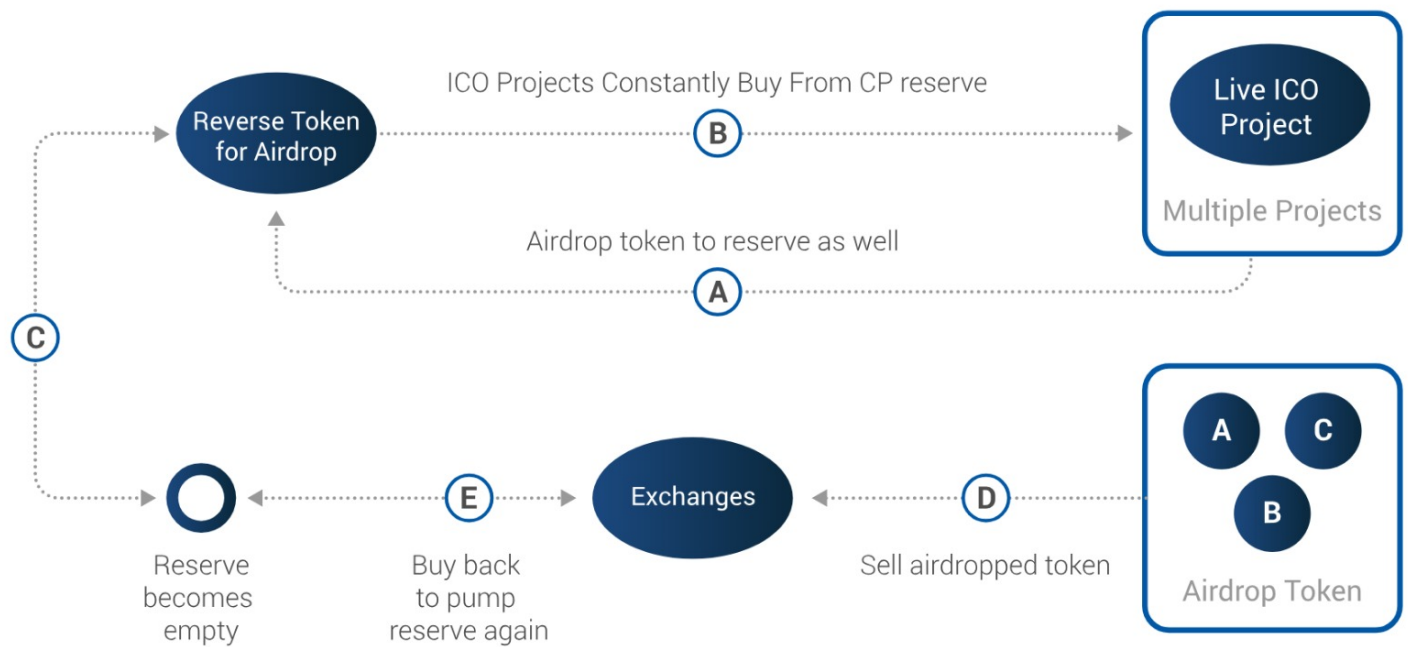 ICO Projects Constantly Buy From CP reserve
Reverse Token
for Airdrop
B
Live ICO
Project
Multiple Projects
Airdrop token to reserve as well
A
C
A
C
B
Airdrop Token
E
Exchanges
D
Reserve
becomes
empty
Buy back
to pump
reserve again
Sell airdropped token